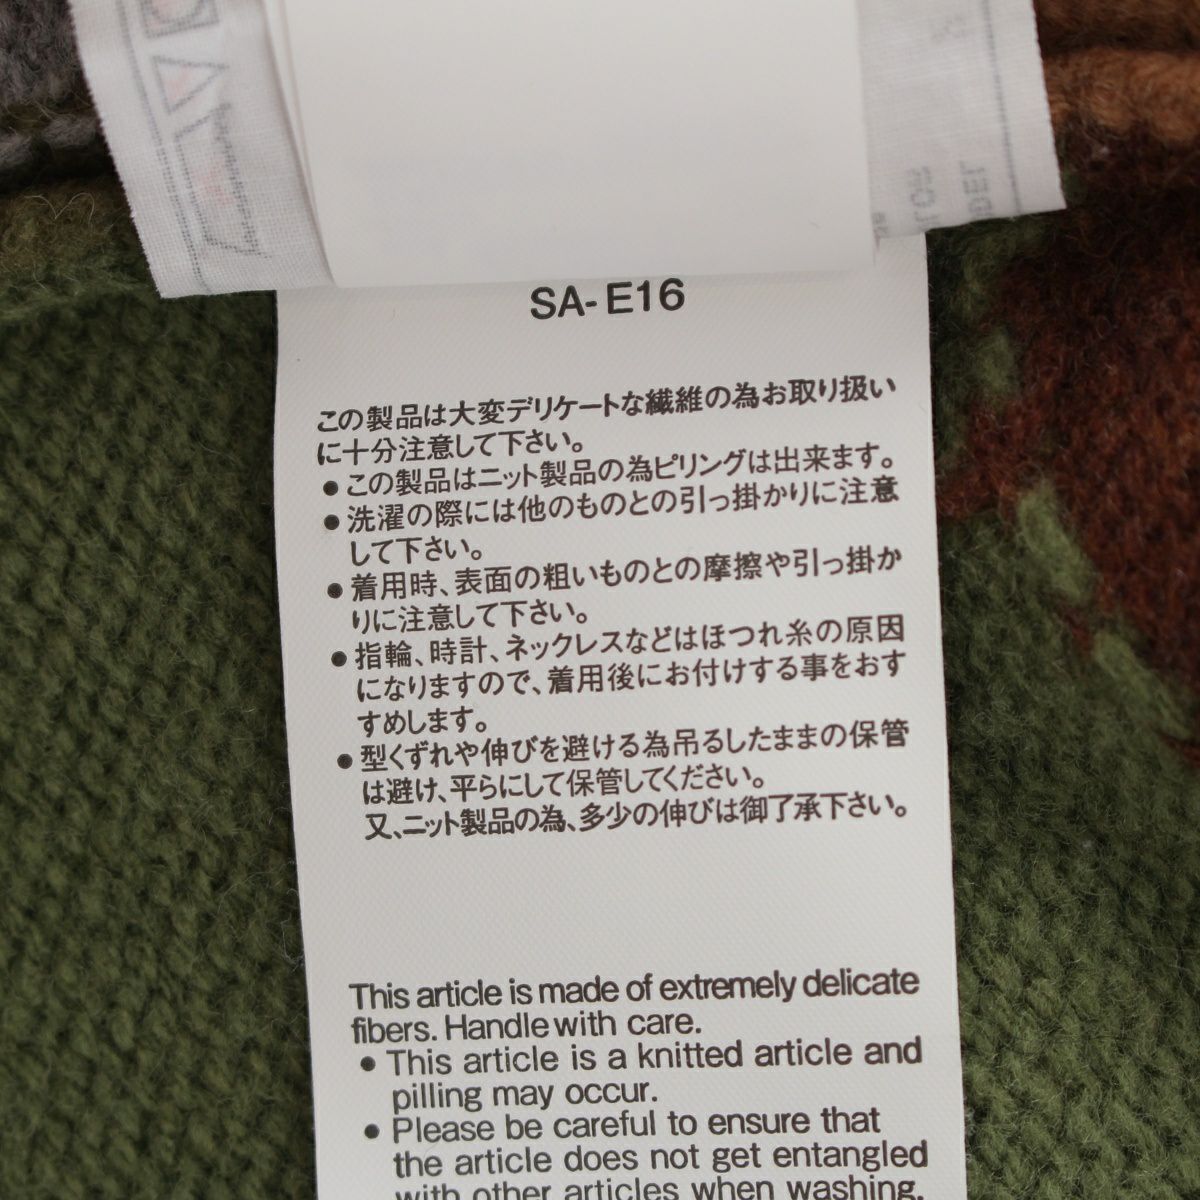 LOR
DEL
SA-E16
この製品は大変デリケートな繊維の為お取り扱い
に十分注意して下さい。
● この製品はニット製品の為ピリングは出来ます。
● 洗濯の際には他のものとの引っ掛かりに注意
して下さい。
● 着用時、表面の粗いものとの摩擦や引っ掛か
りに注意して下さい。
● 指輪、時計、ネックレスなどはほつれ糸の原因
になりますので、着用後にお付けする事をおす
すめします。
● 型くずれや伸びを避ける為吊るしたままの保管
は避け、平らにして保管してください。
又、ニット製品の為、多少の伸びは御了承下さい。
This article is made of extremely delicate
fibers. Handle with care.
● This article is a knitted article and
pilling may occur.
● Please be careful to ensure that
the article does not get entangled
with other articles when washing.